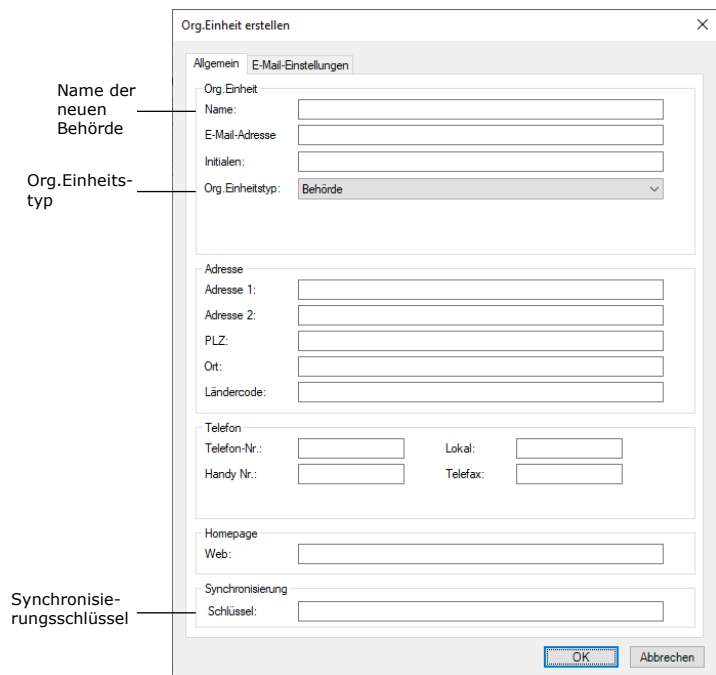 Org.Einheit erstellen
Allgemein E-Mail-Einstellungen
Org.Einheit
Name der
neuen
Behörde
Name:
E-Mail-Adresse
Initialen:
Org.Einheits-
typ
Org.Einheitstyp: Behörde
Adresse
Adresse 1:
Adresse 2:
PLZ:
Ort:
Ländercode:
Telefon
Telefon-Nr.: Lokal:
Handy Nr.: Telefax:
Homepage
Web:
Synchronisierung
Synchronisie-
rungsschlüssel
Schlüssel:
OK Abbrechen